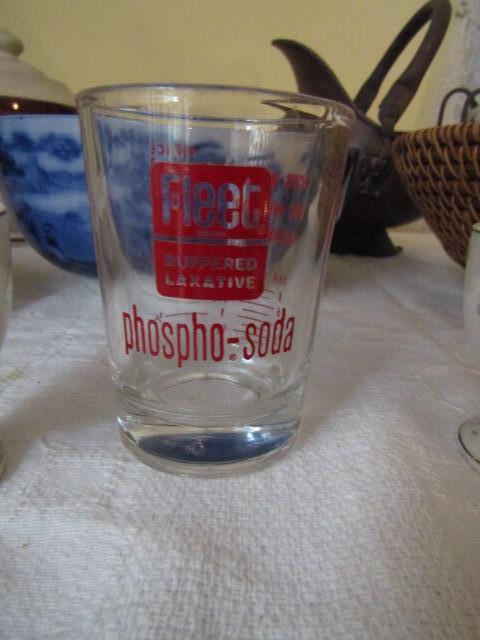 Fleet®
BUFFERED
LAXATIVE
phospho-®soda